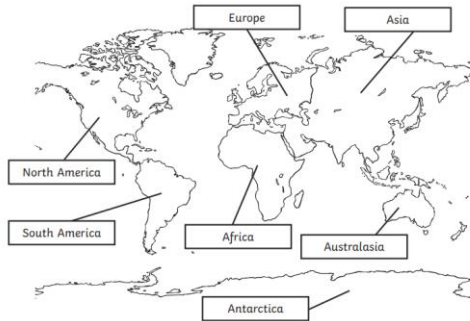 Europe
Asia
North America
South America
Africa
Australasia
Antarctica